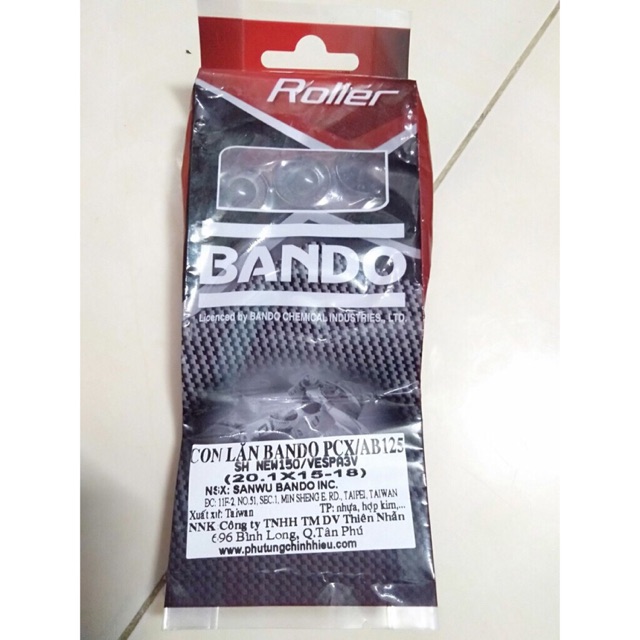 Roller
BANDO
Licenced by BANDO CHEMICAL INDUSTRIES., LTD.
CON LĂN BANDO PCX/AB125
SH NEW150/VESPA3V
(20.1X15-18)
NSX: SANWU BANDO INC.
ĐC: 11F-2, NO.51, SEC.1, MIN SHENG E. RD., TAIPEI, TAIWAN
Xuất xứ: Taiwan TP: nhựa, hợp kim,...
NNK Công ty TNHH TM DV Thiên Nhẫn
696 Bình Long, Q.Tân Phú
www.phutungchinhhieu.com